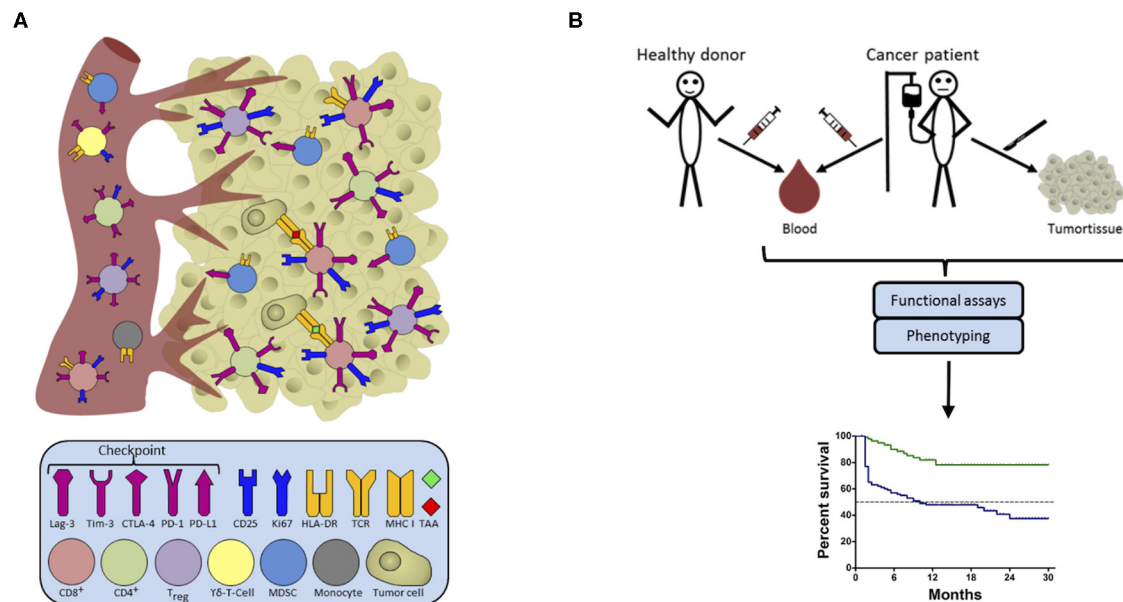 A
B
Healthy donor
Cancer patient
Blood
Tumortissue
Functional assays
Phenotyping
Checkpoint
Lag-3 Tim-3 CTLA-4 PD-1 PD-L1 CD25 Ki67 HLA-DR TCR MHC I TAA
CD8+ CD4+ Treg Yδ-T-Cell MDSC Monocyte Tumor cell
Percent survival
100
80
60
40
20
0
0 6 12 18 24 30
Months